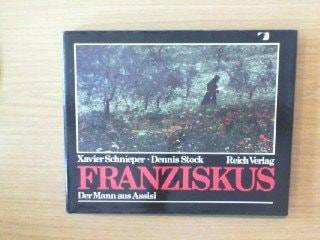 Xavier Schnieper · Dennis Stock Reich Verlag
FRANZISKUS
Der Mann aus Assisi